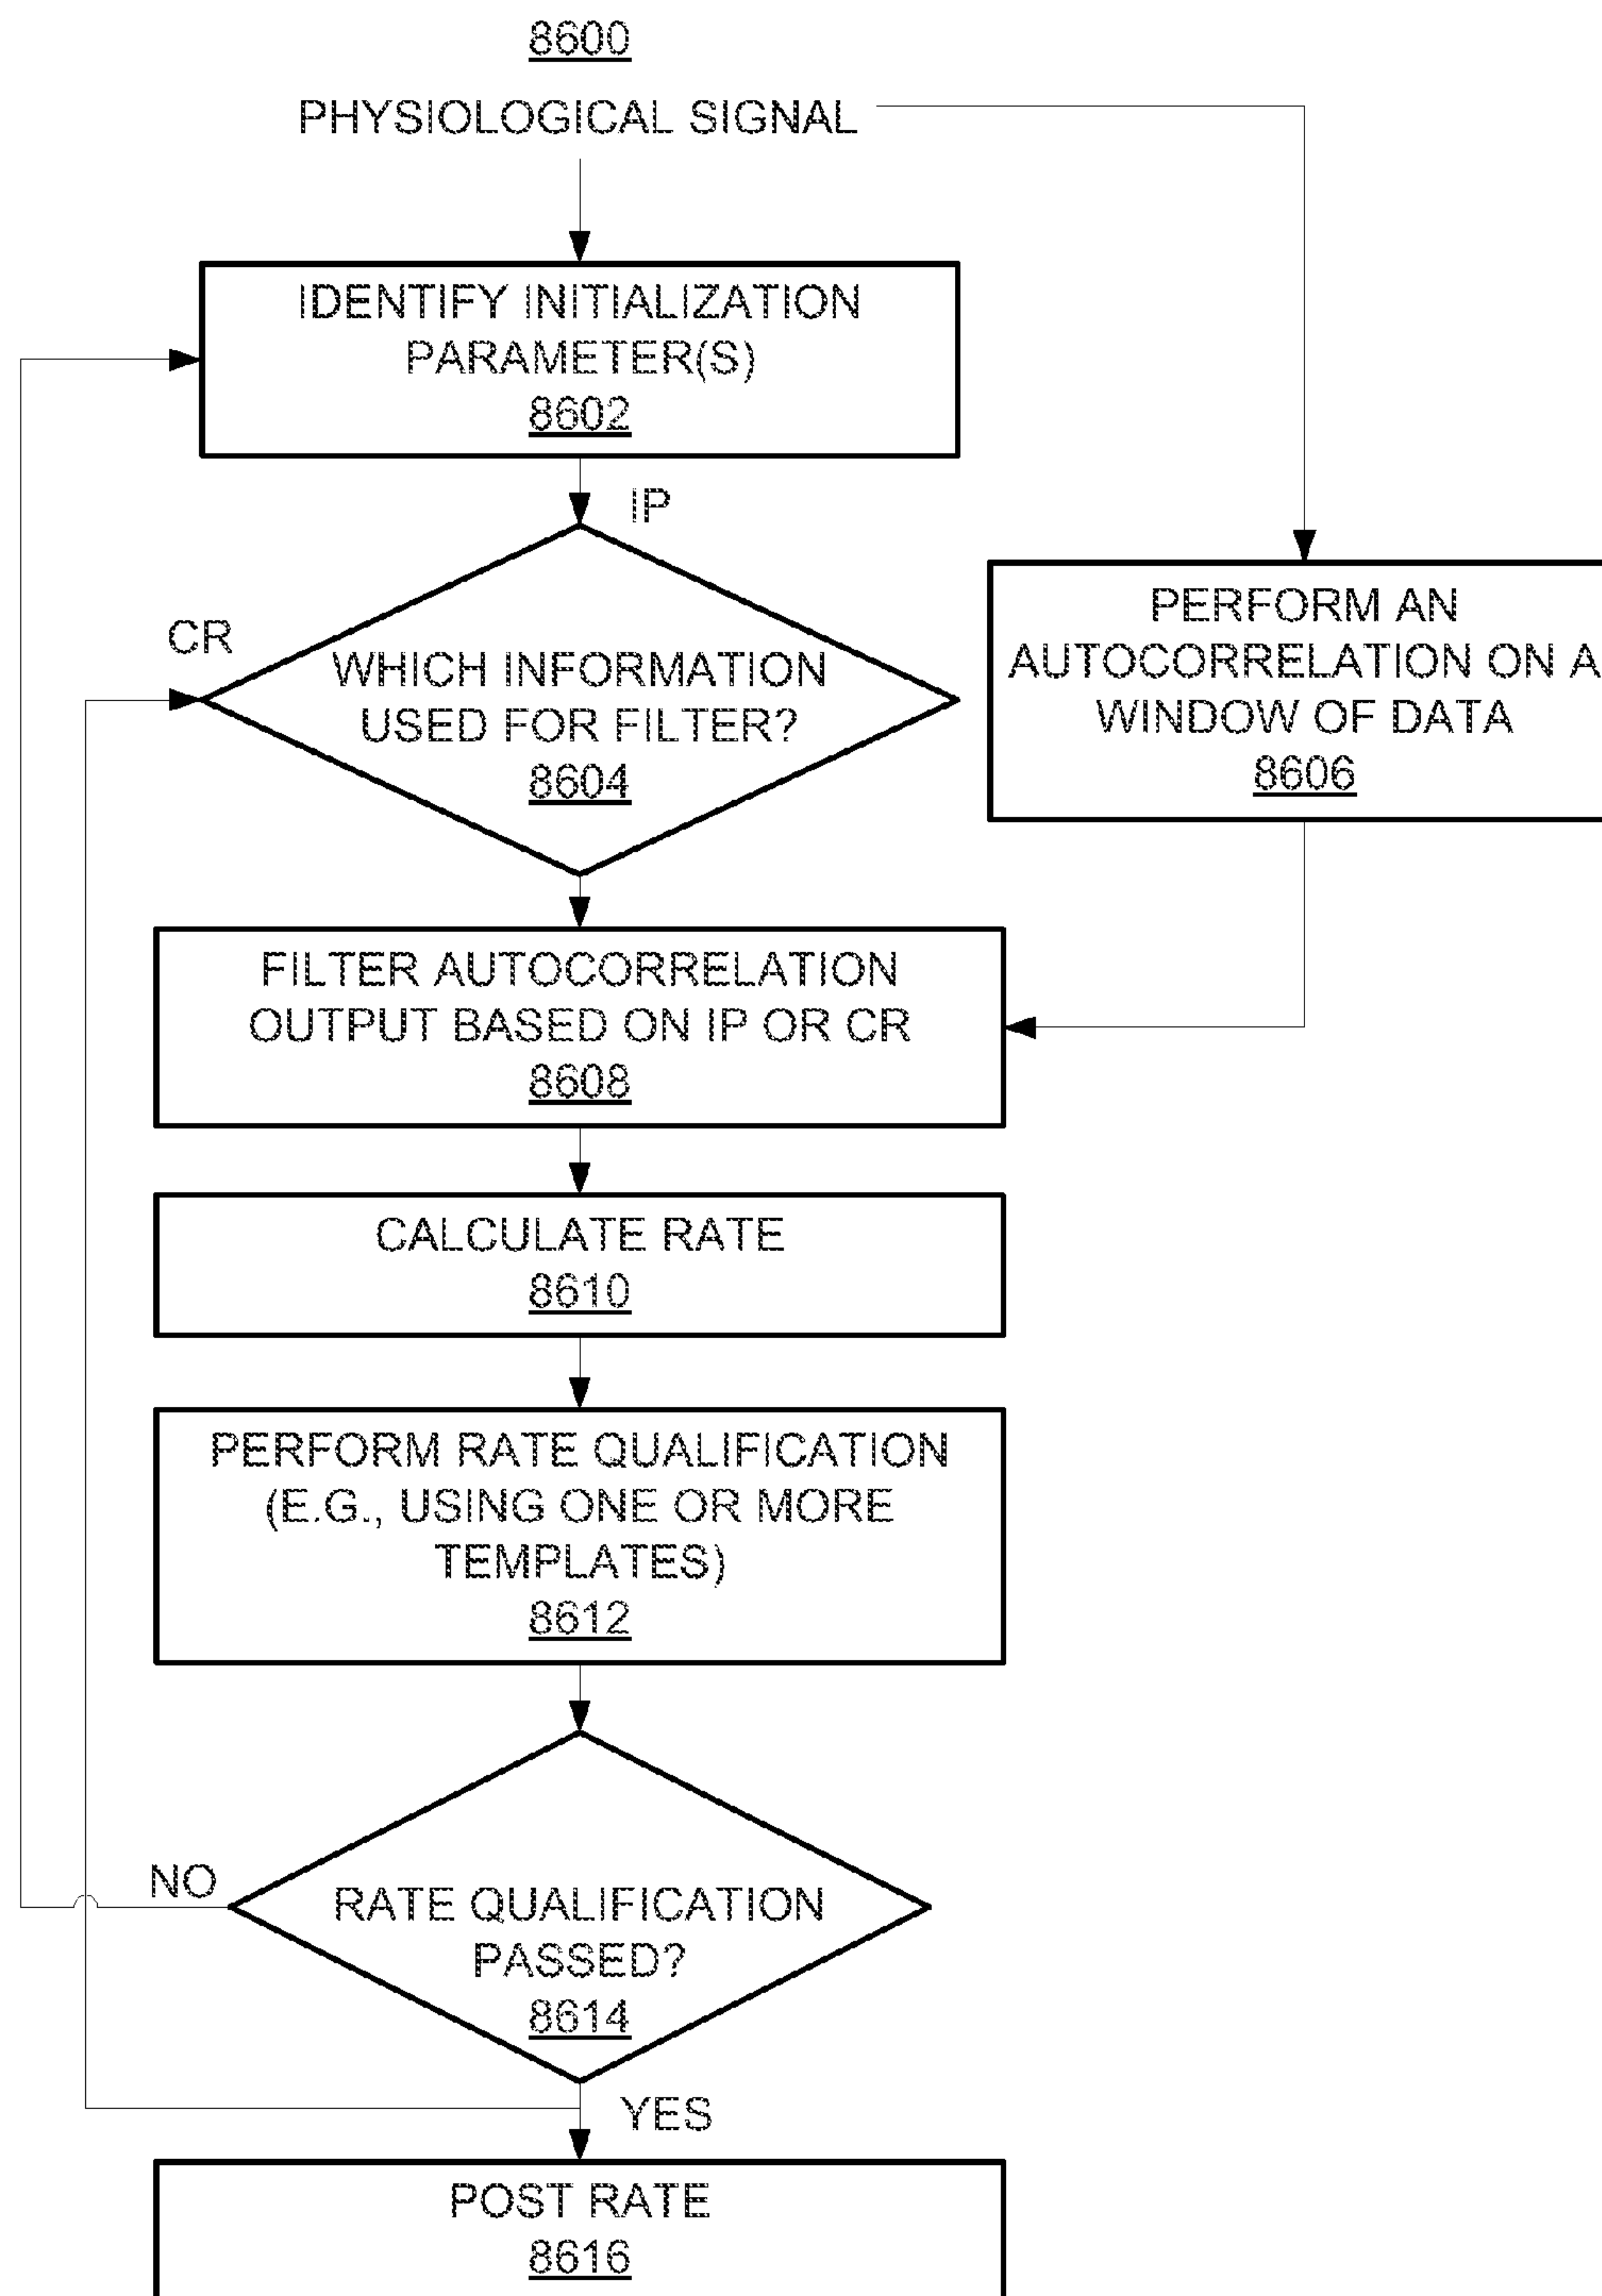 8600
PHYSIOLOGICAL SIGNAL
IDENTIFY INITIALIZATION
PARAMETER(S)
8602
IP
CR
WHICH INFORMATION
USED FOR FILTER?
8604
PERFORM AN
AUTOCORRELATION ON A
WINDOW OF DATA
8606
FILTER AUTOCORRELATION
OUTPUT BASED ON IP OR CR
8608
CALCULATE RATE
8610
PERFORM RATE QUALIFICATION
(E.G., USING ONE OR MORE
TEMPLATES)
8612
NO
RATE QUALIFICATION
PASSED?
8614
YES
POST RATE
8616